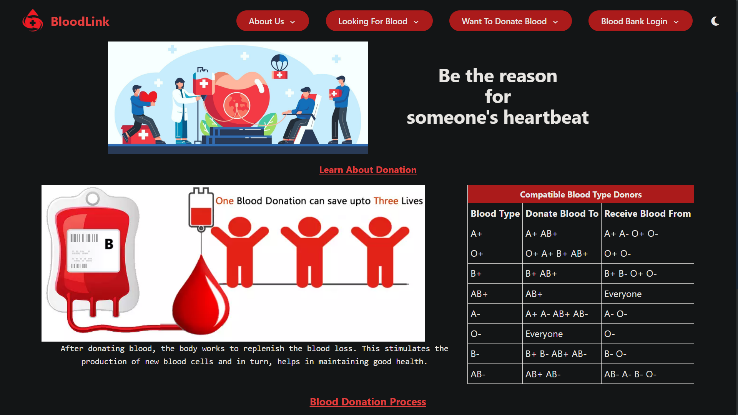 BloodLink
About Us
Looking For Blood
Want To Donate Blood
Blood Bank Login
Be the reason
for
someone's heartbeat
Learn About Donation
One Blood Donation can save upto Three Lives
B
After donating blood, the body works to replenish the blood loss. This stimulates the
production of new blood cells and in turn, helps in maintaining good health.
Compatible Blood Type Donors
Blood Type Donate Blood To Receive Blood From
A+ A+ AB+ A+ A- O+ O-
O+ O+ A+ B+ AB+ O+ O-
B+ B+ AB+ B+ B- O+ O-
AB+ AB+ Everyone
A- A+ A- AB+ AB- A- O-
O- Everyone O-
B- B+ B- AB+ AB- B- O-
AB- AB+ AB- AB- A- B- O-
Blood Donation Process